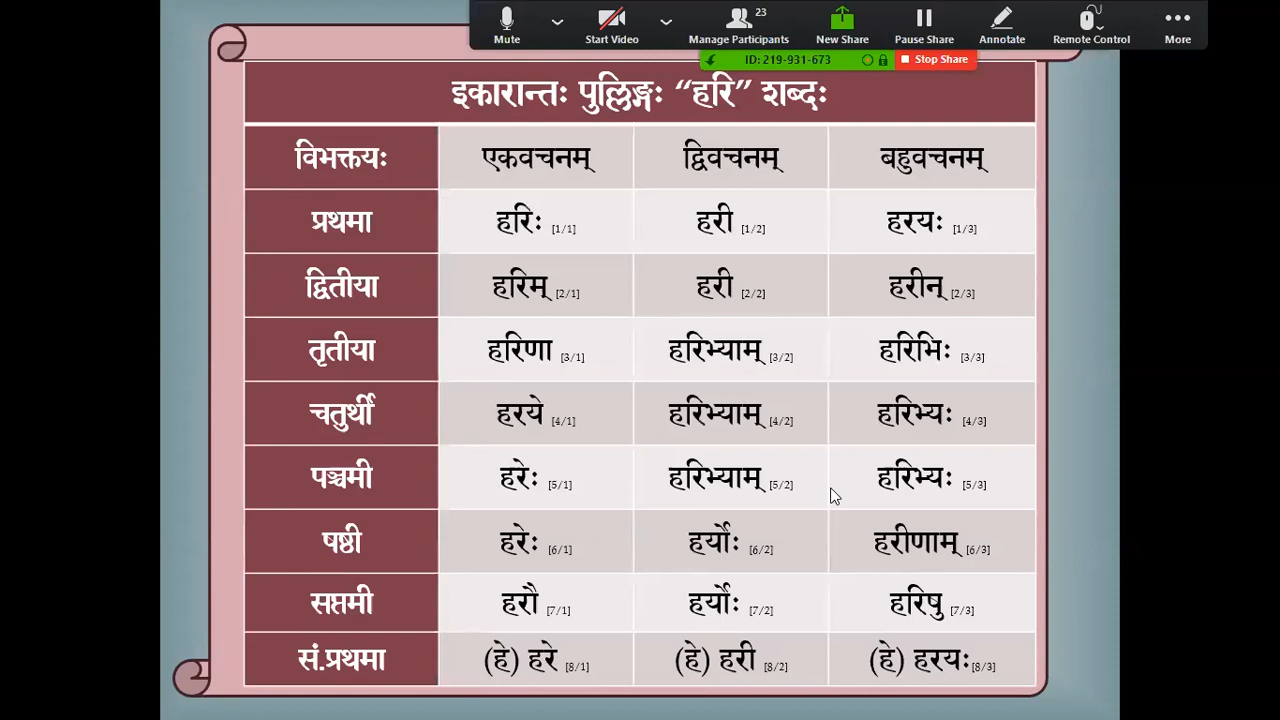 23
Mute Start Video Manage Participants New Share Pause Share Annotate Remote Control More
ID: 219-931-673 Stop Share
इकारान्तः पुल्लिङ्गः “हरि” शब्दः
विभक्तयः एकवचनम् द्विवचनम् बहुवचनम्
प्रथमा हरिः [1/1] हरी [1/2] हरयः [1/3]
द्वितीया हरिम् [2/1] हरी [2/2] हरीन् [2/3]
तृतीया हरिणा [3/1] हरिभ्याम् [3/2] हरिभिः [3/3]
चतुर्थी हरये [4/1] हरिभ्याम् [4/2] हरिभ्यः [4/3]
पञ्चमी हरेः [5/1] हरिभ्याम् [5/2] हरिभ्यः [5/3]
षष्ठी हरेः [6/1] हर्योः [6/2] हरीणाम् [6/3]
सप्तमी हरौ [7/1] हर्योः [7/2] हरिषु [7/3]
सं.प्रथमा (हे) हरे [8/1] (हे) हरी [8/2] (हे) हरयः [8/3]